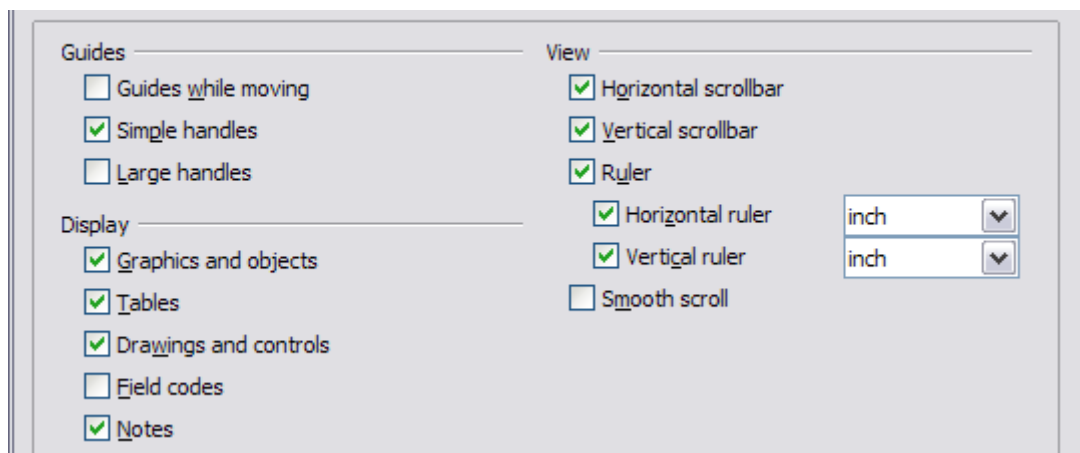 Guides
Guides while moving
Simple handles
Large handles
Display
Graphics and objects
Tables
Drawings and controls
Field codes
Notes
View
Horizontal scrollbar
Vertical scrollbar
Ruler
Horizontal ruler inch
Vertical ruler inch
Smooth scroll